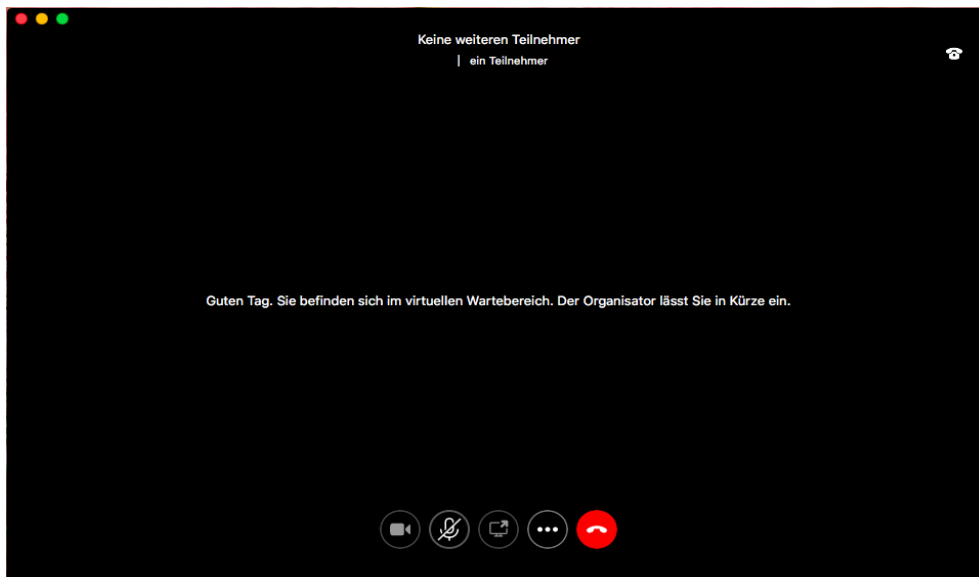 Keine weiteren Teilnehmer
| ein Teilnehmer
Guten Tag. Sie befinden sich im virtuellen Wartebereich. Der Organisator lässt Sie in Kürze ein.